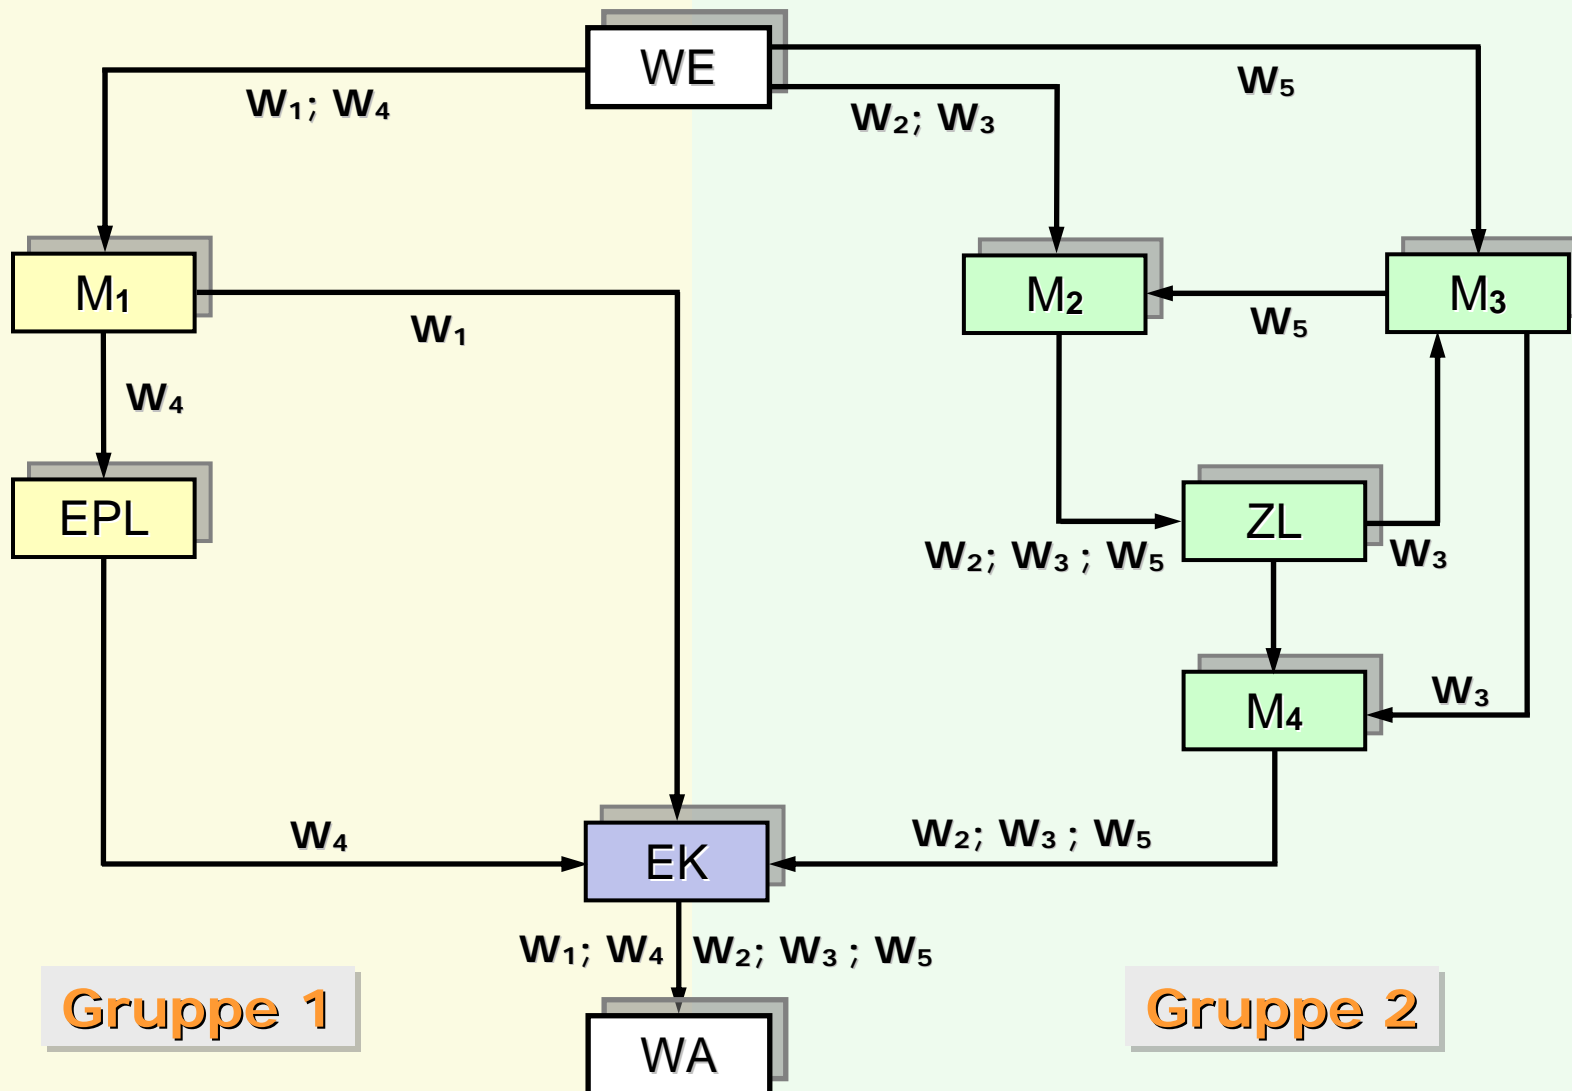 WE
W1; W4
W2; W3
W5
M1
M2
M3
W1
W5
W4
EPL
ZL
W2; W3 ; W5
W3
M4
W3
W4
EK
W2; W3 ; W5
W1; W4
W2; W3 ; W5
Gruppe 1
Gruppe 2
WA